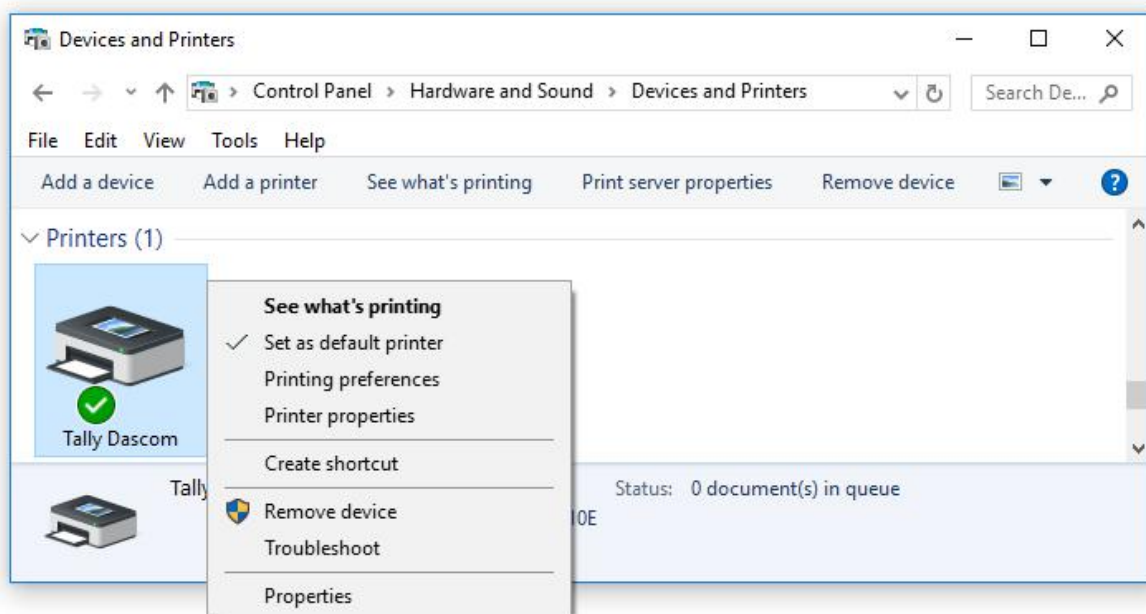 Devices and Printers
Control Panel > Hardware and Sound > Devices and Printers
Search De...
File Edit View Tools Help
Add a device Add a printer See what's printing Print server properties Remove device ?
Printers (1)
See what's printing
Set as default printer
Printing preferences
Printer properties
Tally Dascom
Create shortcut
Tally
Status: 0 document(s) in queue
Remove device
0E
Troubleshoot
Properties